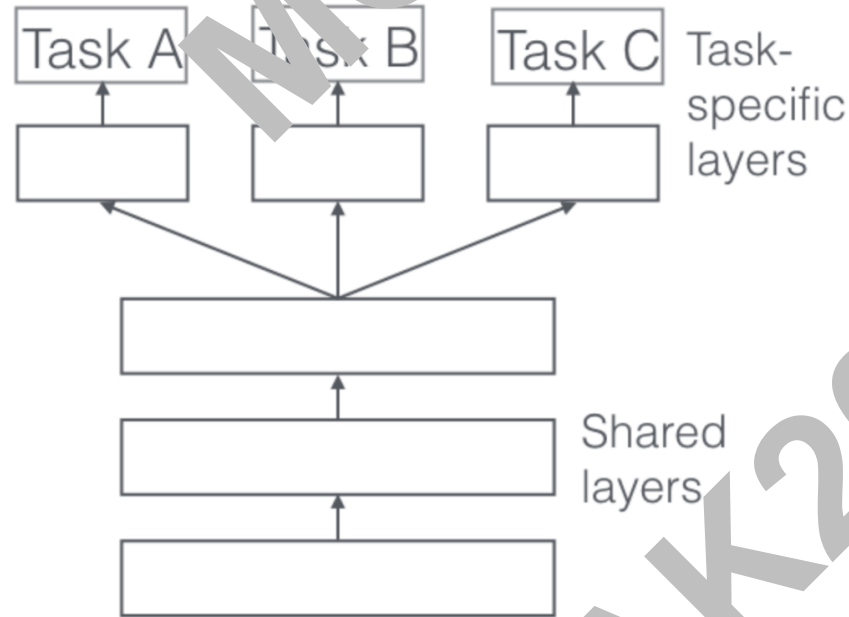 Task A
Task B
Task C
Task-
specific
layers
Shared
layers